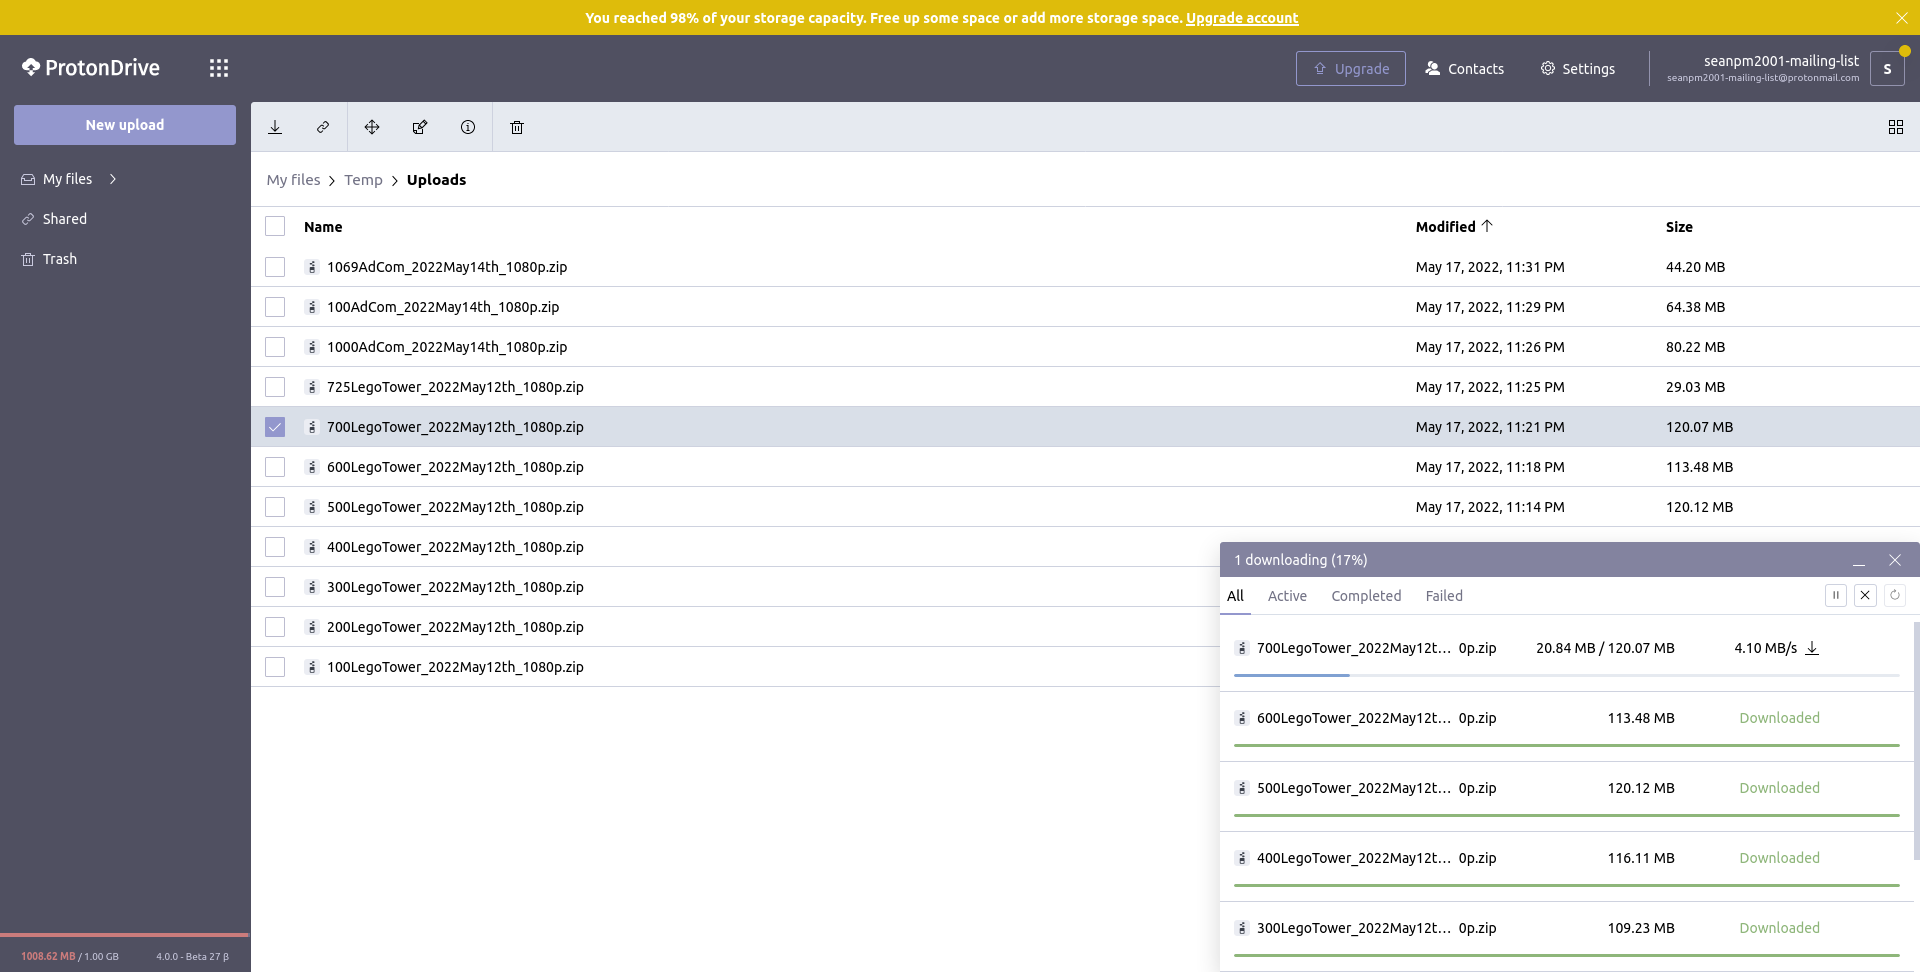 You reached 98% of your storage capacity. Free up some space or add more storage space. Upgrade account
ProtonDrive
Upgrade
Contacts
Settings
seanpm2001-mailing-list
seanpm2001-mailing-list@protonmail.com
S
New upload
My files
Shared
Trash
My files > Temp > Uploads
Name Modified Size
1069AdCom_2022May14th_1080p.zip May 17, 2022, 11:31 PM 44.20 MB
100AdCom_2022May14th_1080p.zip May 17, 2022, 11:29 PM 64.38 MB
1000AdCom_2022May14th_1080p.zip May 17, 2022, 11:26 PM 80.22 MB
725LegoTower_2022May12th_1080p.zip May 17, 2022, 11:25 PM 29.03 MB
700LegoTower_2022May12th_1080p.zip May 17, 2022, 11:21 PM 120.07 MB
600LegoTower_2022May12th_1080p.zip May 17, 2022, 11:18 PM 113.48 MB
500LegoTower_2022May12th_1080p.zip May 17, 2022, 11:14 PM 120.12 MB
400LegoTower_2022May12th_1080p.zip
300LegoTower_2022May12th_1080p.zip
200LegoTower_2022May12th_1080p.zip
100LegoTower_2022May12th_1080p.zip
1 downloading (17%)
All Active Completed Failed
700LegoTower_2022May12t... 0p.zip 20.84 MB / 120.07 MB 4.10 MB/s
600LegoTower_2022May12t... 0p.zip 113.48 MB Downloaded
500LegoTower_2022May12t... 0p.zip 120.12 MB Downloaded
400LegoTower_2022May12t... 0p.zip 116.11 MB Downloaded
300LegoTower_2022May12t... 0p.zip 109.23 MB Downloaded
1008.62 MB / 1.00 GB 4.0.0 - Beta 27 β